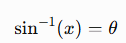 sin⁻¹(x) = θ